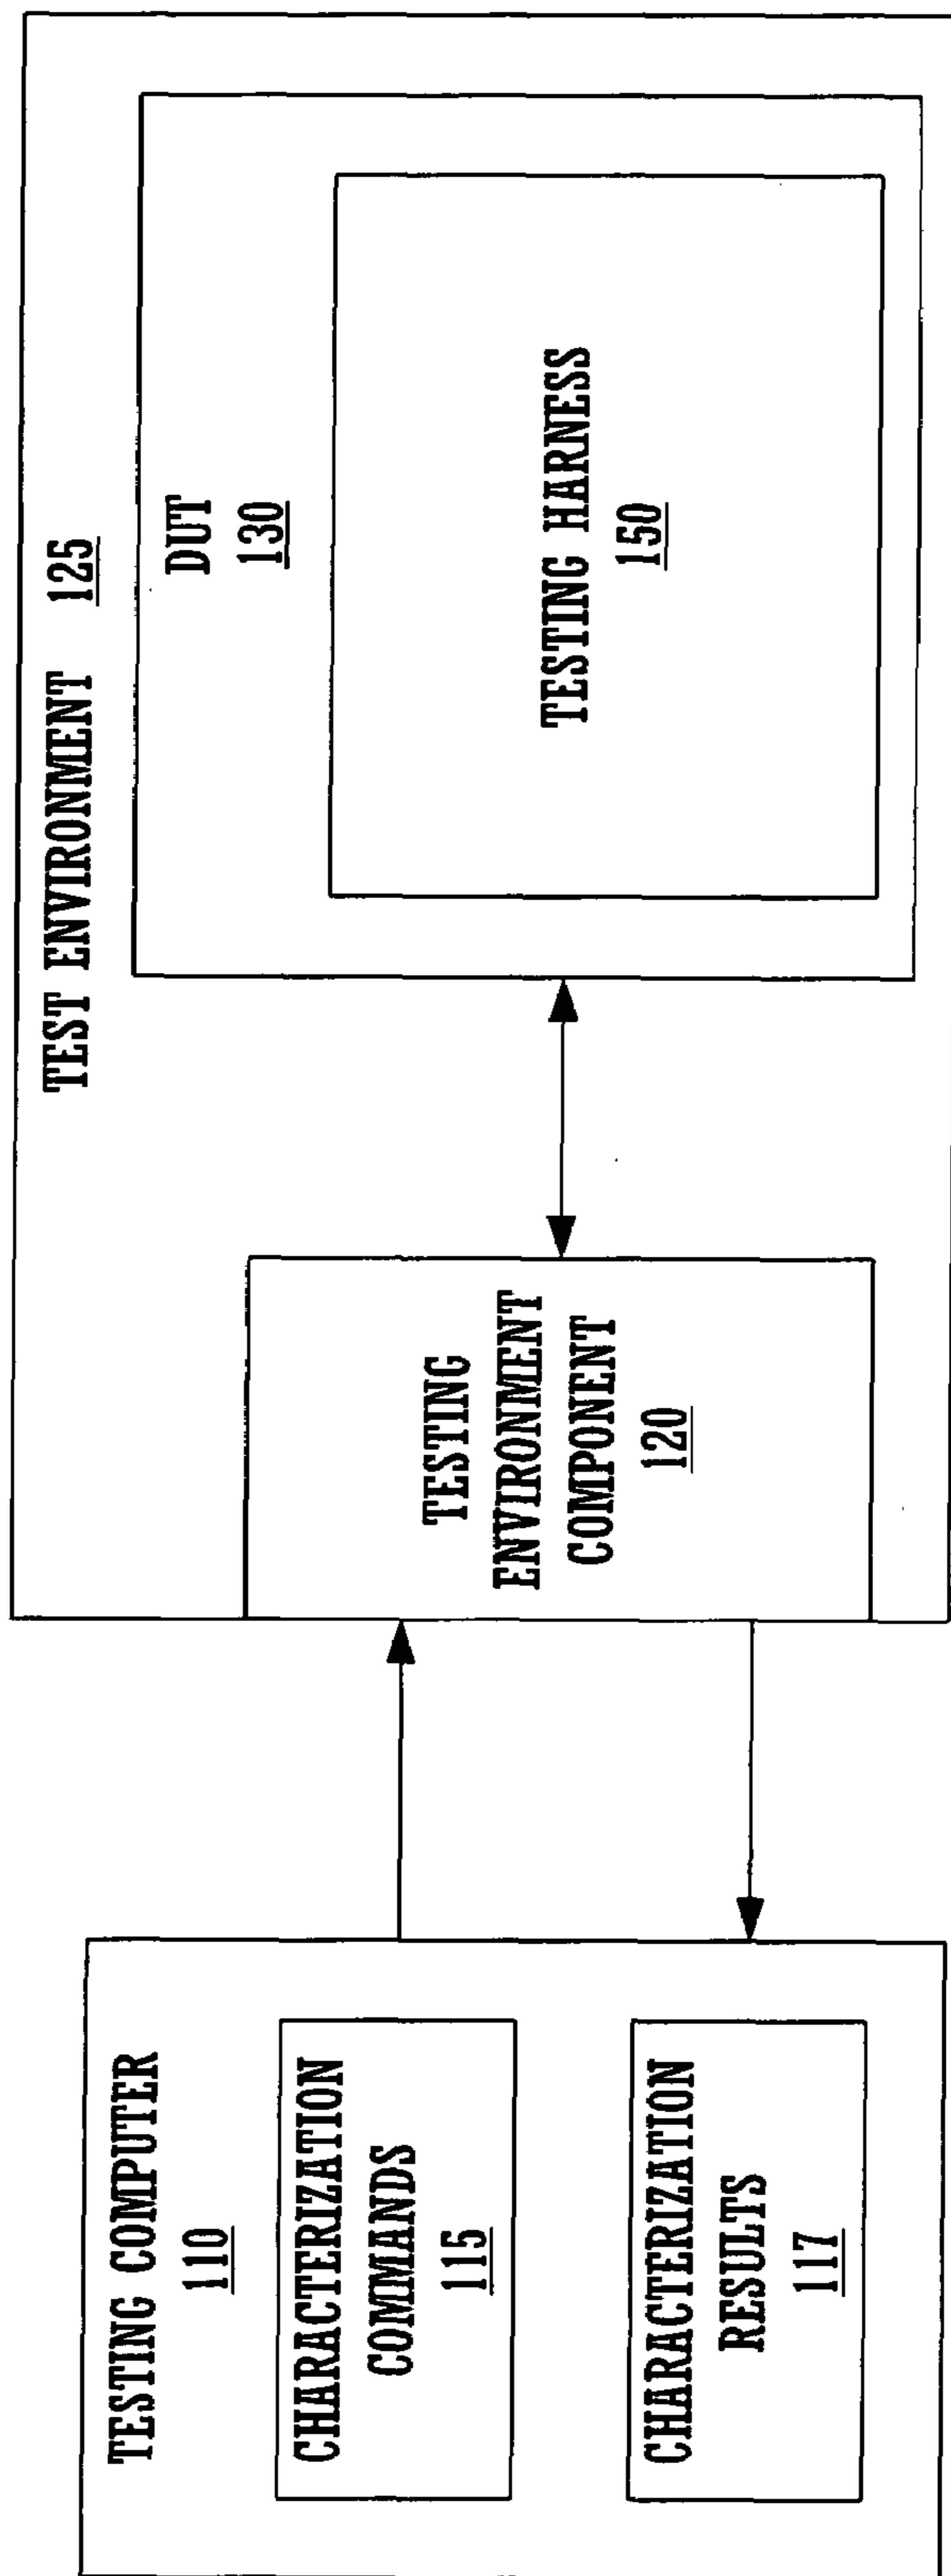 TESTING COMPUTER
110
CHARACTERIZATION
COMMANDS
115
CHARACTERIZATION
RESULTS
117
TEST ENVIRONMENT 125
TESTING
ENVIRONMENT
COMPONENT
120
DUT
130
TESTING HARNESS
150